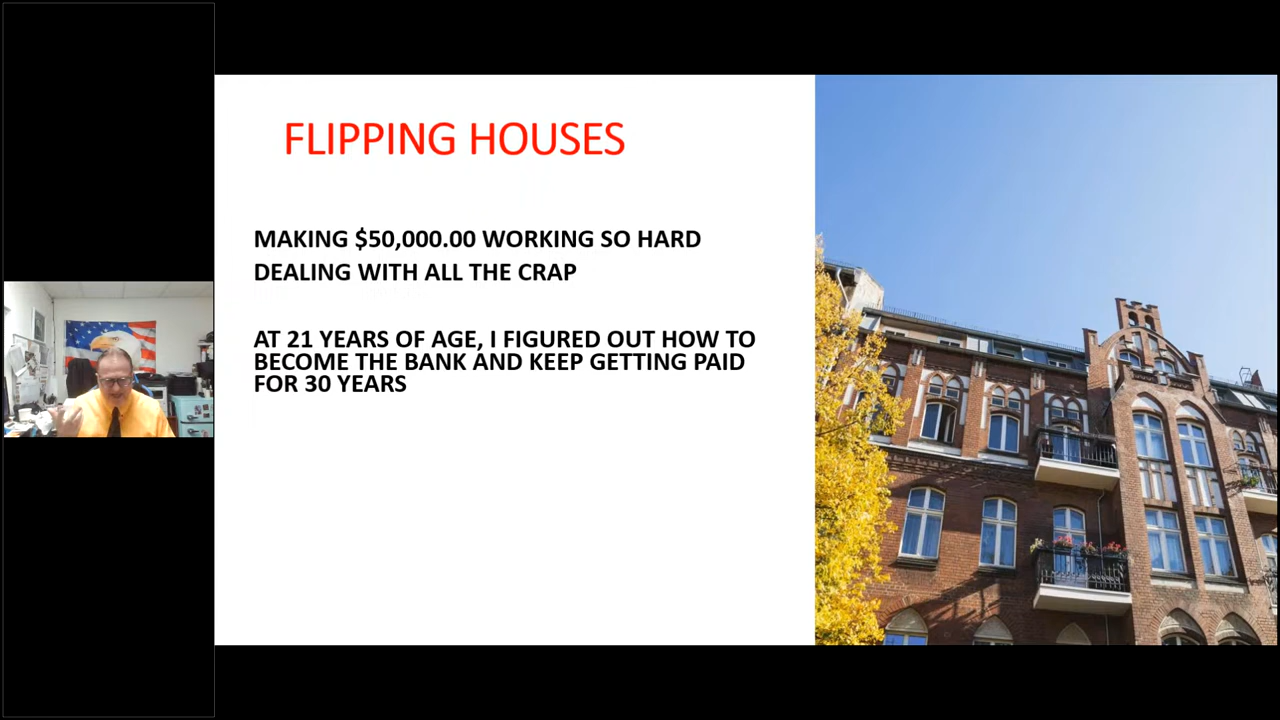 FLIPPING HOUSES
MAKING $50,000.00 WORKING SO HARD
DEALING WITH ALL THE CRAP
AT 21 YEARS OF AGE, I FIGURED OUT HOW TO
BECOME THE BANK AND KEEP GETTING PAID
FOR 30 YEARS